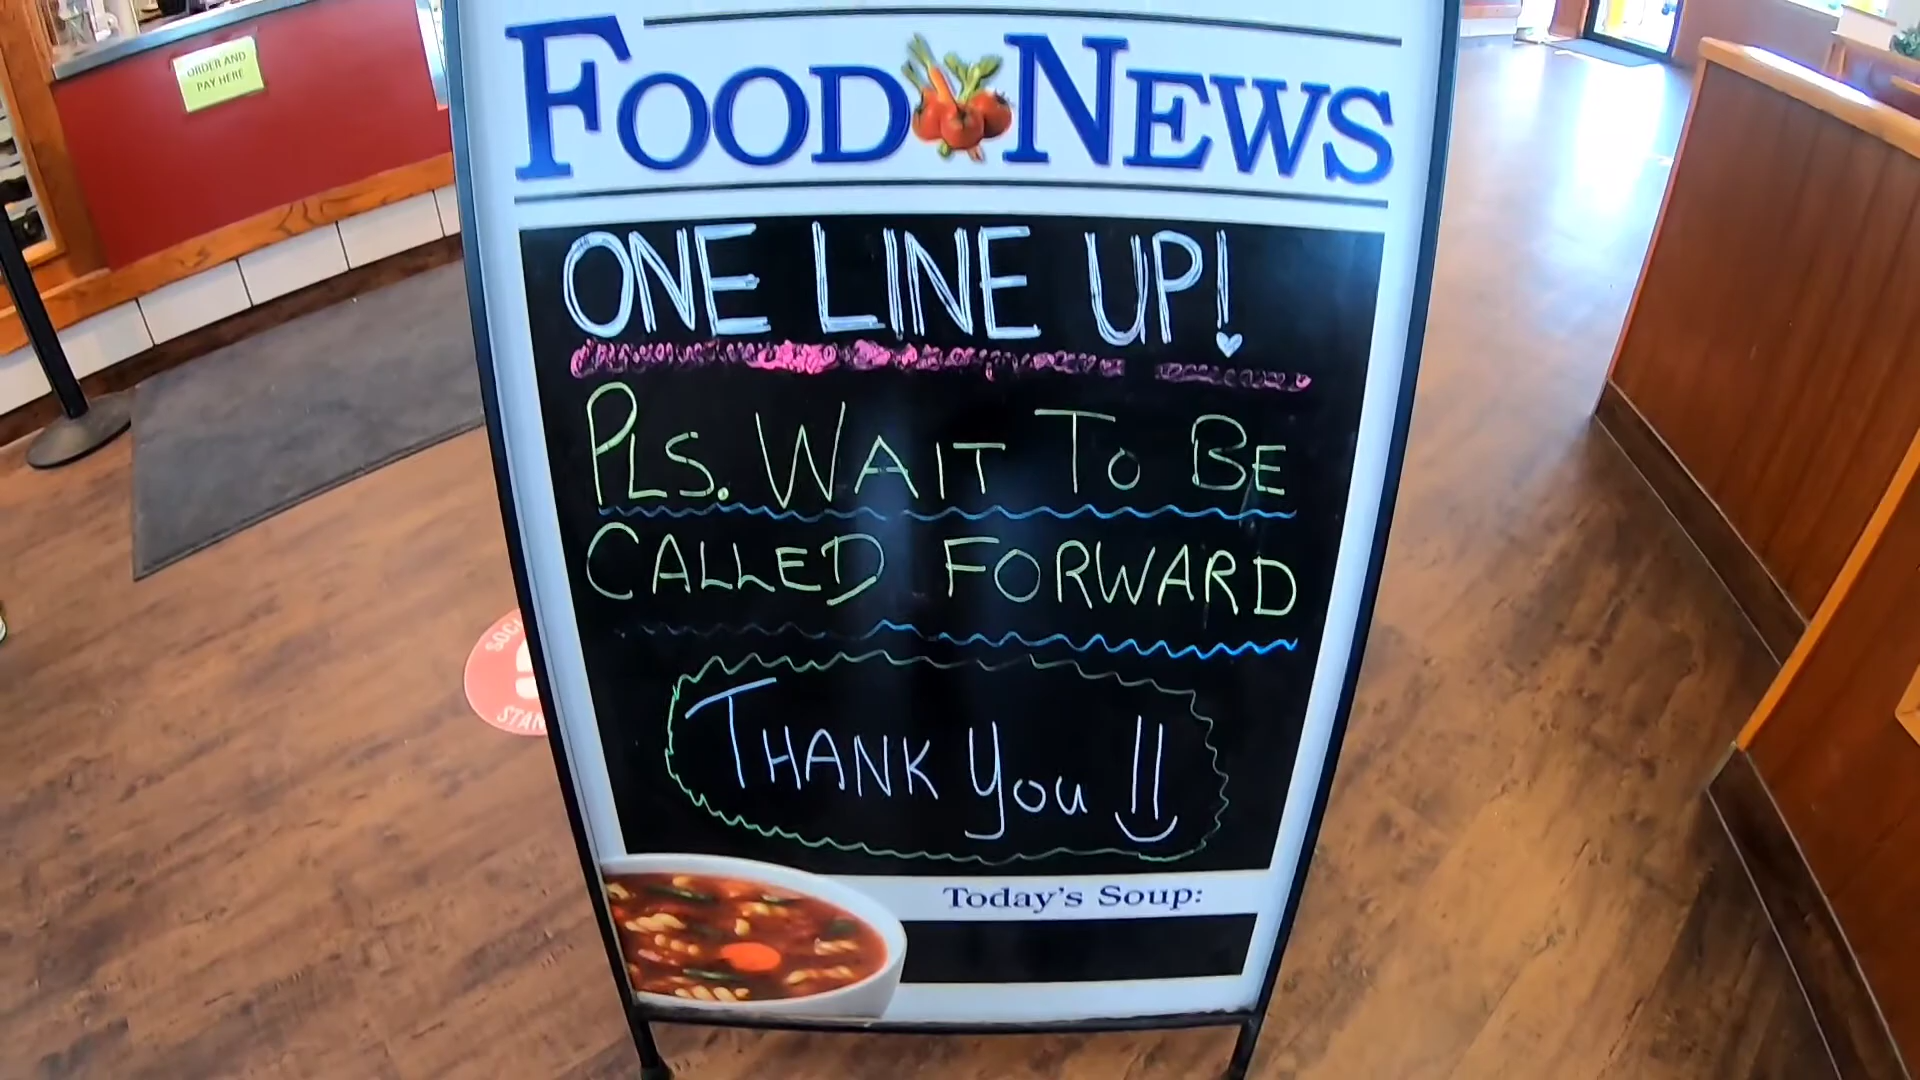 ORDER AND
PAY HERE
FOOD NEWS
ONE LINE UP!
PLS. WAIT TO BE
CALLED FORWARD
THANK YOU !!
Today's Soup: